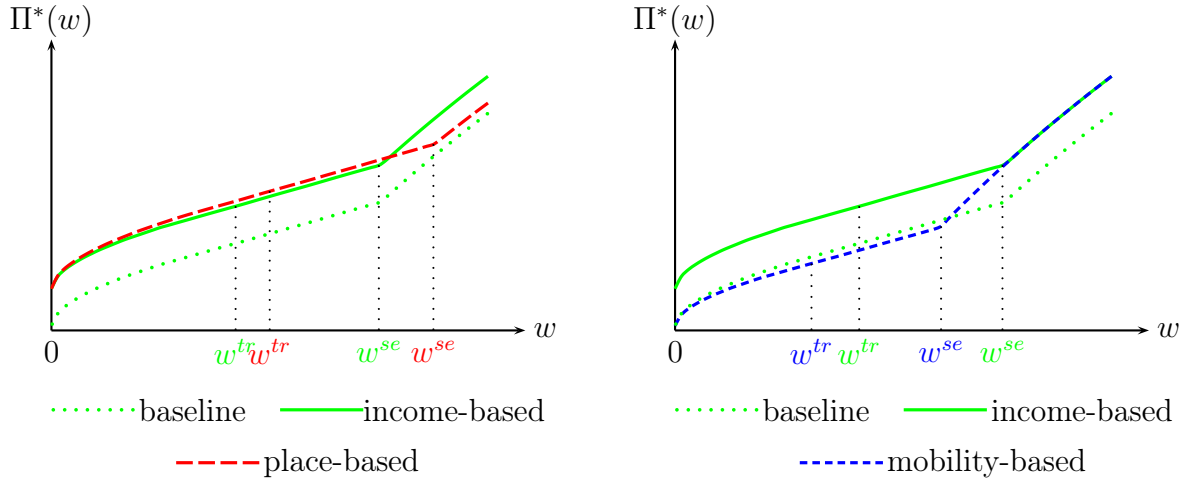 Π*(w) Π*(w)
w w
0 w^tr w^tr w^se w^se 0 w^tr w^tr w^se w^se
baseline income-based baseline income-based
place-based mobility-based